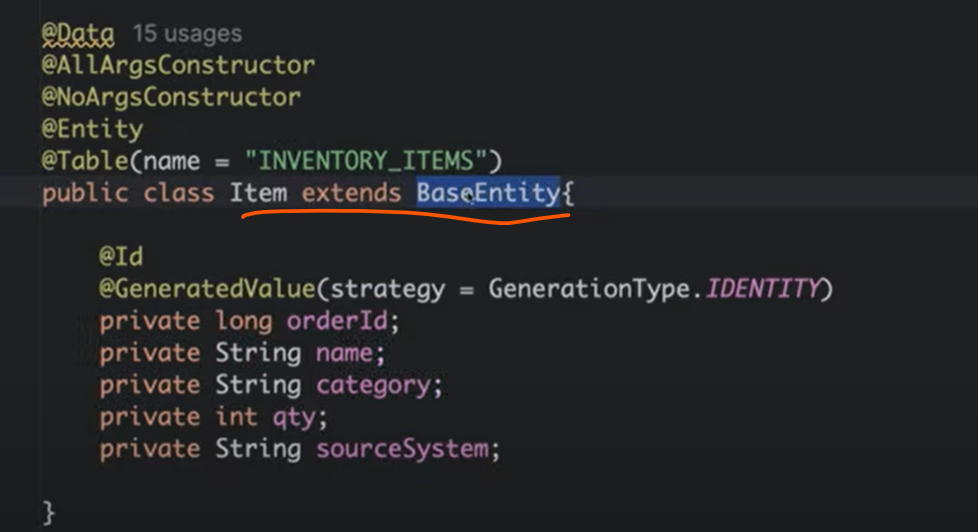 @Data 15 usages
@AllArgsConstructor
@NoArgsConstructor
@Entity
@Table(name = "INVENTORY_ITEMS")
public class Item extends BaseEntity{
@Id
@GeneratedValue(strategy = GenerationType.IDENTITY)
private long orderId;
private String name;
private String category;
private int qty;
private String sourceSystem;
}